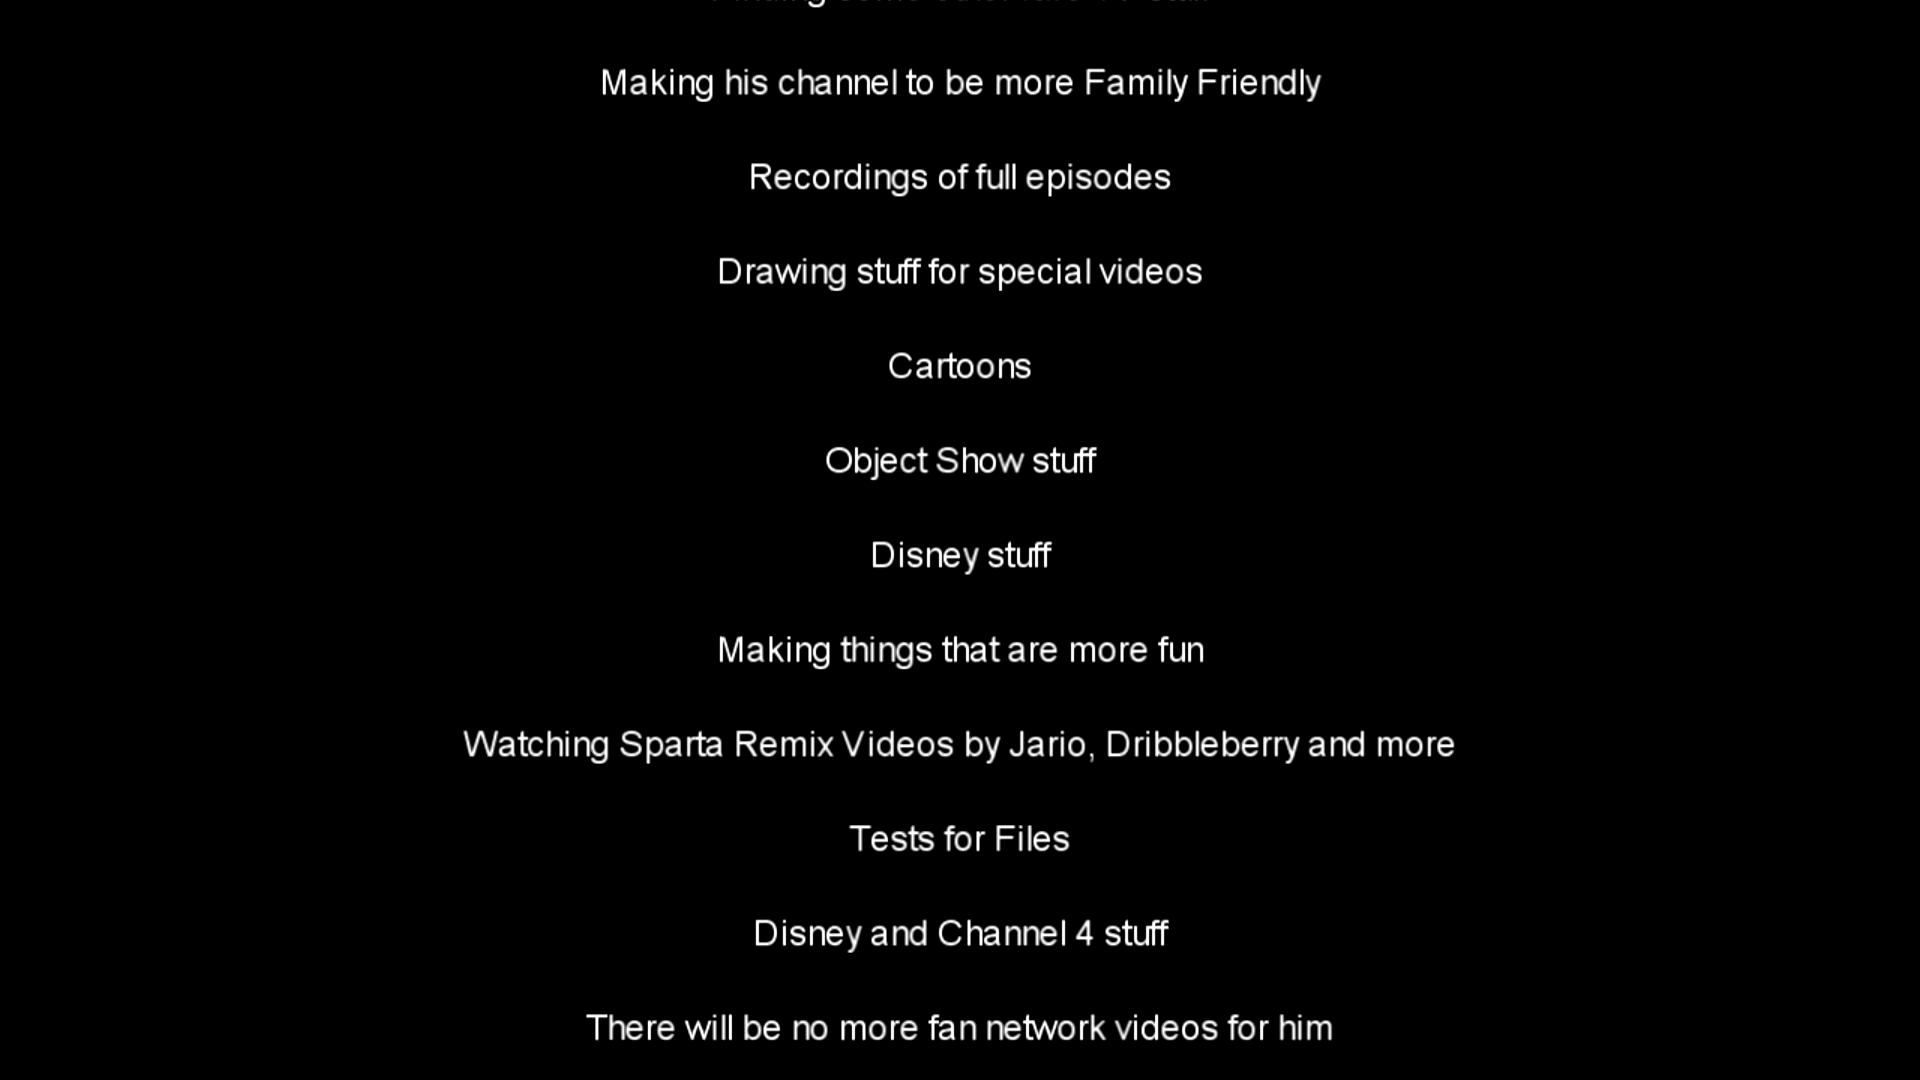 Making his channel to be more Family Friendly
Recordings of full episodes
Drawing stuff for special videos
Cartoons
Object Show stuff
Disney stuff
Making things that are more fun
Watching Sparta Remix Videos by Jario, Dribbleberry and more
Tests for Files
Disney and Channel 4 stuff
There will be no more fan network videos for him